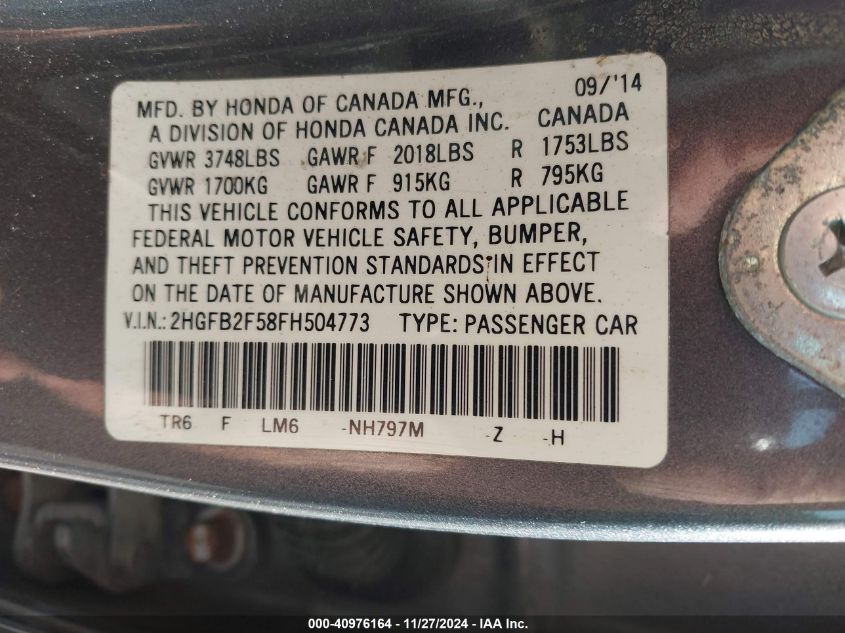 MFD. BY HONDA OF CANADA MFG., 09/'14
A DIVISION OF HONDA CANADA INC. CANADA
GVWR 3748LBS GAWR F 2018LBS R 1753LBS
GVWR 1700KG GAWR F 915KG R 795KG
THIS VEHICLE CONFORMS TO ALL APPLICABLE
FEDERAL MOTOR VEHICLE SAFETY, BUMPER,
AND THEFT PREVENTION STANDARDS IN EFFECT
ON THE DATE OF MANUFACTURE SHOWN ABOVE.
V.I.N.: 2HGFB2F58FH504773 TYPE: PASSENGER CAR
TR6 F LM6 -NH797M -Z -H
000-40976164 - 11/27/2024 - IAA Inc.